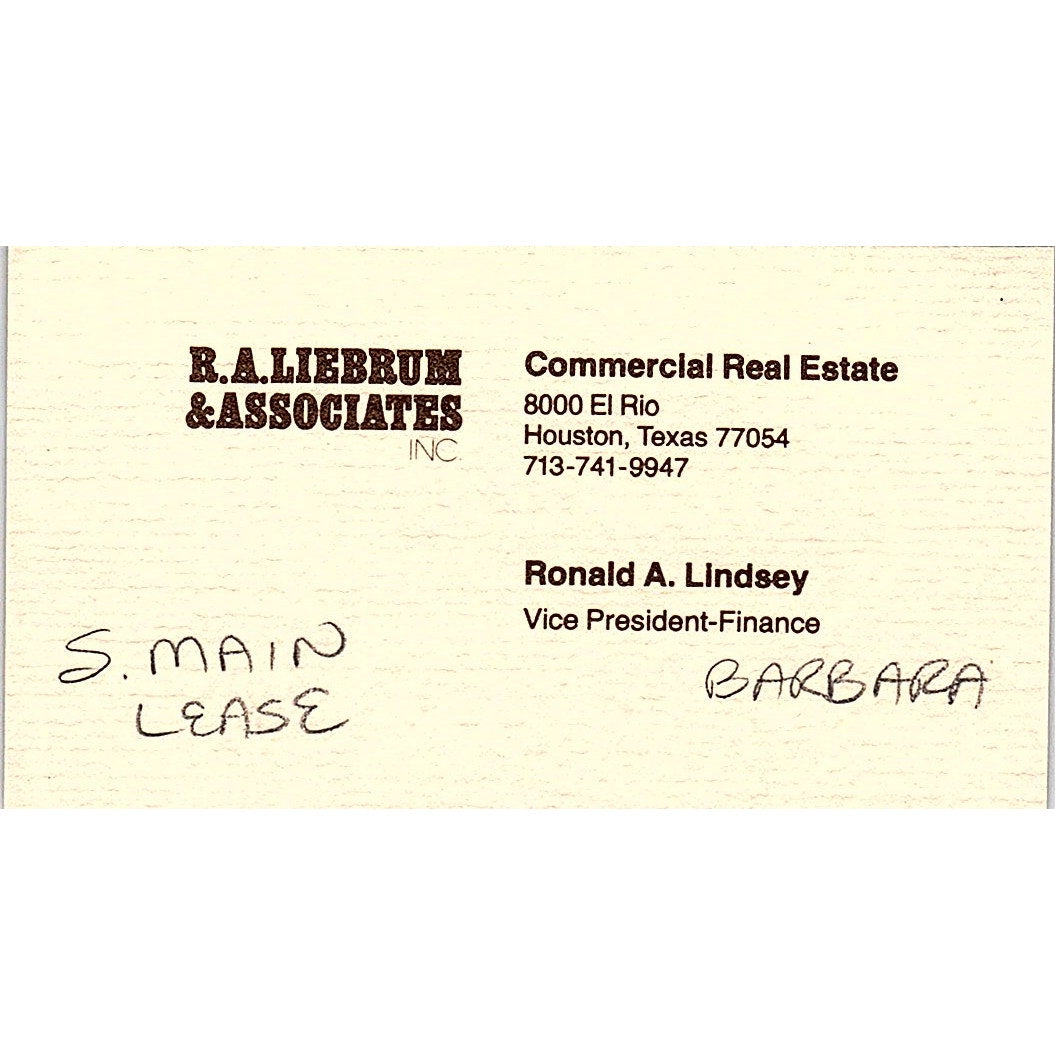 R.A.LIEBRUM
&ASSOCIATES
INC.
Commercial Real Estate
8000 El Rio
Houston, Texas 77054
713-741-9947
Ronald A. Lindsey
Vice President-Finance
S. MAIN
LEASE
BARBARA